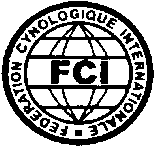 FEDERATION CYNOLOGIQUE INTERNATIONALE
FCI